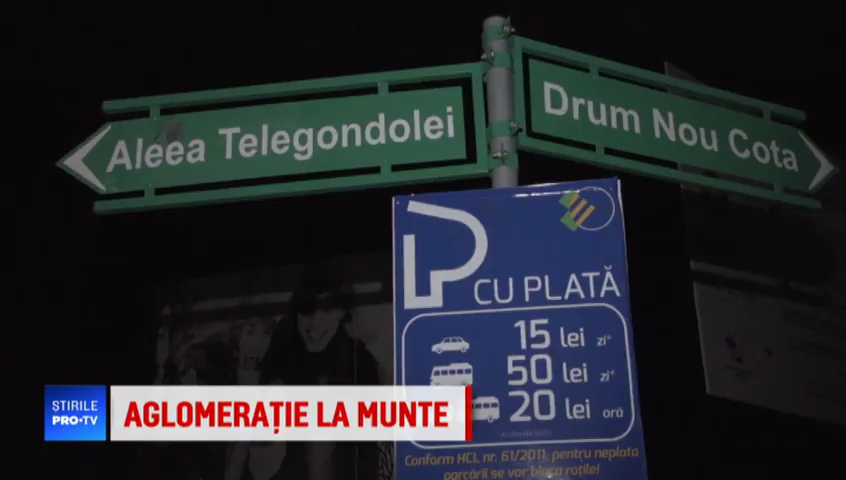 Aleea Telegondolei
Drum Nou Cota
P
CU PLATĂ
15 lei zi*
50 lei zi*
20 lei oră
Conform HCL nr. 61/2011, pentru neplata
parcării se vor bloca roțile!
ȘTIRILE
PRO•TV
AGLOMERAȚIE LA MUNTE